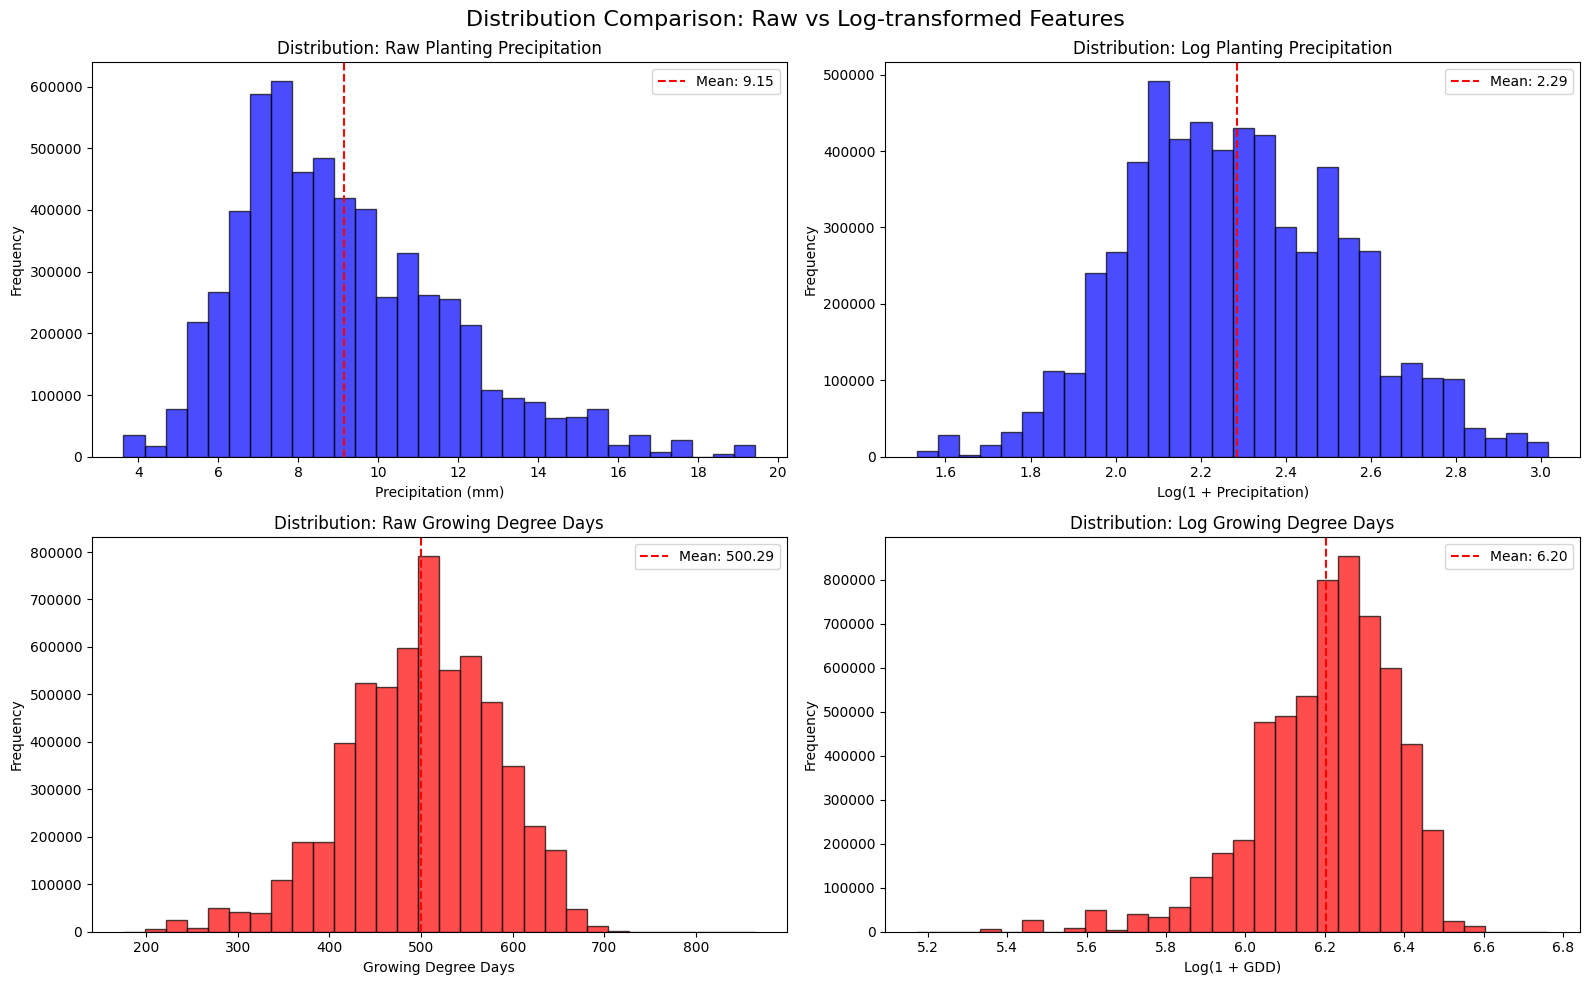 Distribution Comparison: Raw vs Log-transformed Features
Distribution: Raw Planting Precipitation
Frequency
600000
500000
400000
300000
200000
100000
0
Mean: 9.15
4 6 8 10 12 14 16 18 20
Precipitation (mm)
Distribution: Log Planting Precipitation
Frequency
500000
400000
300000
200000
100000
0
Mean: 2.29
1.6 1.8 2.0 2.2 2.4 2.6 2.8 3.0
Log(1 + Precipitation)
Distribution: Raw Growing Degree Days
Frequency
800000
700000
600000
500000
400000
300000
200000
100000
0
Mean: 500.29
200 300 400 500 600 700 800
Growing Degree Days
Distribution: Log Growing Degree Days
Frequency
800000
700000
600000
500000
400000
300000
200000
100000
0
Mean: 6.20
5.2 5.4 5.6 5.8 6.0 6.2 6.4 6.6 6.8
Log(1 + GDD)